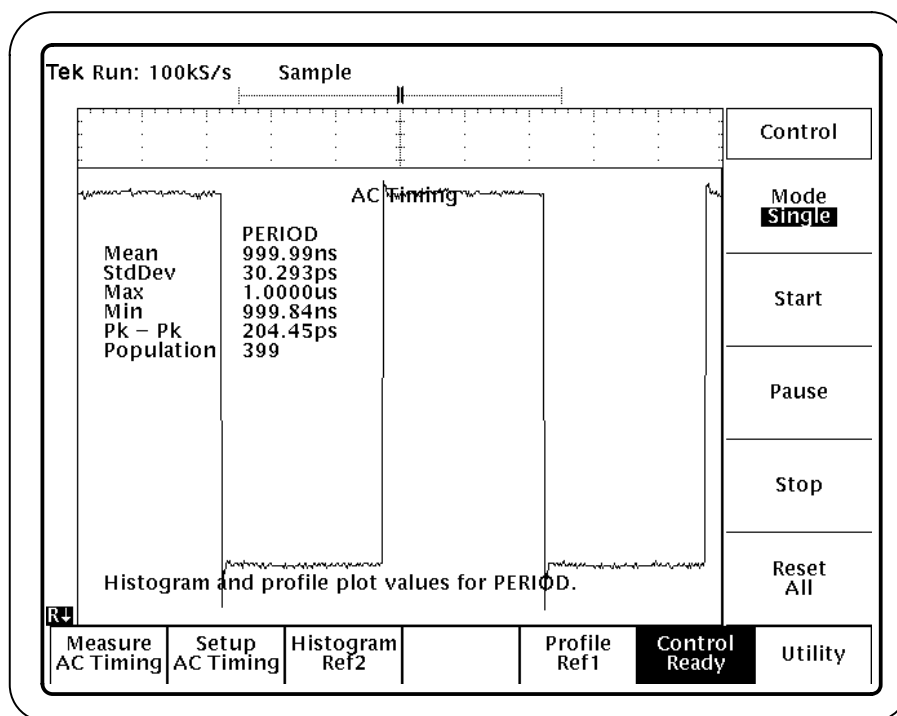 Tek Run: 100kS/s Sample
Control
Mode
Single
Start
Pause
Stop
Reset
All
AC Timing
PERIOD
Mean 999.99ns
StdDev 30.293ps
Max 1.0000us
Min 999.84ns
Pk – Pk 204.45ps
Population 399
Histogram and profile plot values for PERIOD.
R↓
Measure
AC Timing
Setup
AC Timing
Histogram
Ref2
Profile
Ref1
Control
Ready
Utility